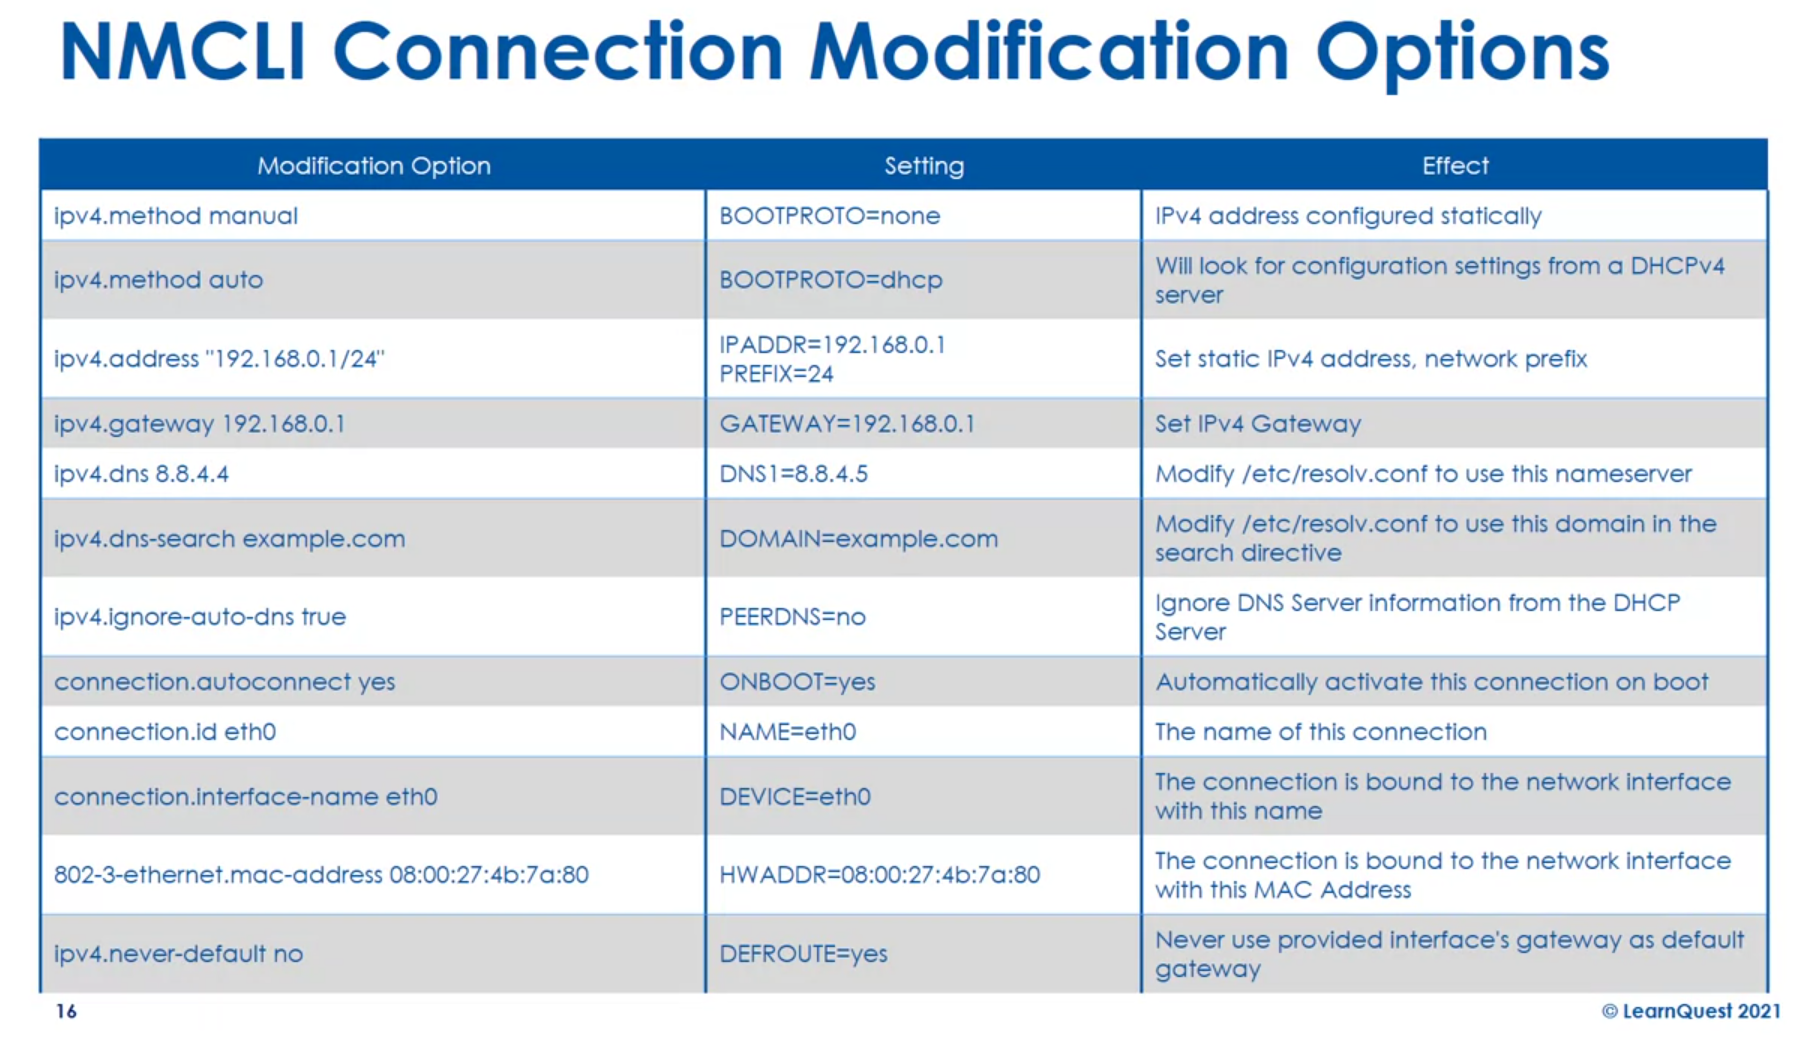 NMCLI Connection Modification Options
Modification Option Setting Effect
ipv4.method manual BOOTPROTO=none IPv4 address configured statically
ipv4.method auto BOOTPROTO=dhcp Will look for configuration settings from a DHCPv4
server
ipv4.address "192.168.0.1/24" IPADDR=192.168.0.1
PREFIX=24 Set static IPv4 address, network prefix
ipv4.gateway 192.168.0.1 GATEWAY=192.168.0.1 Set IPv4 Gateway
ipv4.dns 8.8.4.4 DNS1=8.8.4.5 Modify /etc/resolv.conf to use this nameserver
ipv4.dns-search example.com DOMAIN=example.com Modify /etc/resolv.conf to use this domain in the
search directive
ipv4.ignore-auto-dns true PEERDNS=no Ignore DNS Server information from the DHCP
Server
connection.autoconnect yes ONBOOT=yes Automatically activate this connection on boot
connection.id eth0 NAME=eth0 The name of this connection
connection.interface-name eth0 DEVICE=eth0 The connection is bound to the network interface
with this name
802-3-ethernet.mac-address 08:00:27:4b:7a:80 HWADDR=08:00:27:4b:7a:80 The connection is bound to the network interface
with this MAC Address
ipv4.never-default no DEFROUTE=yes Never use provided interface's gateway as default
gateway
16 © LearnQuest 2021